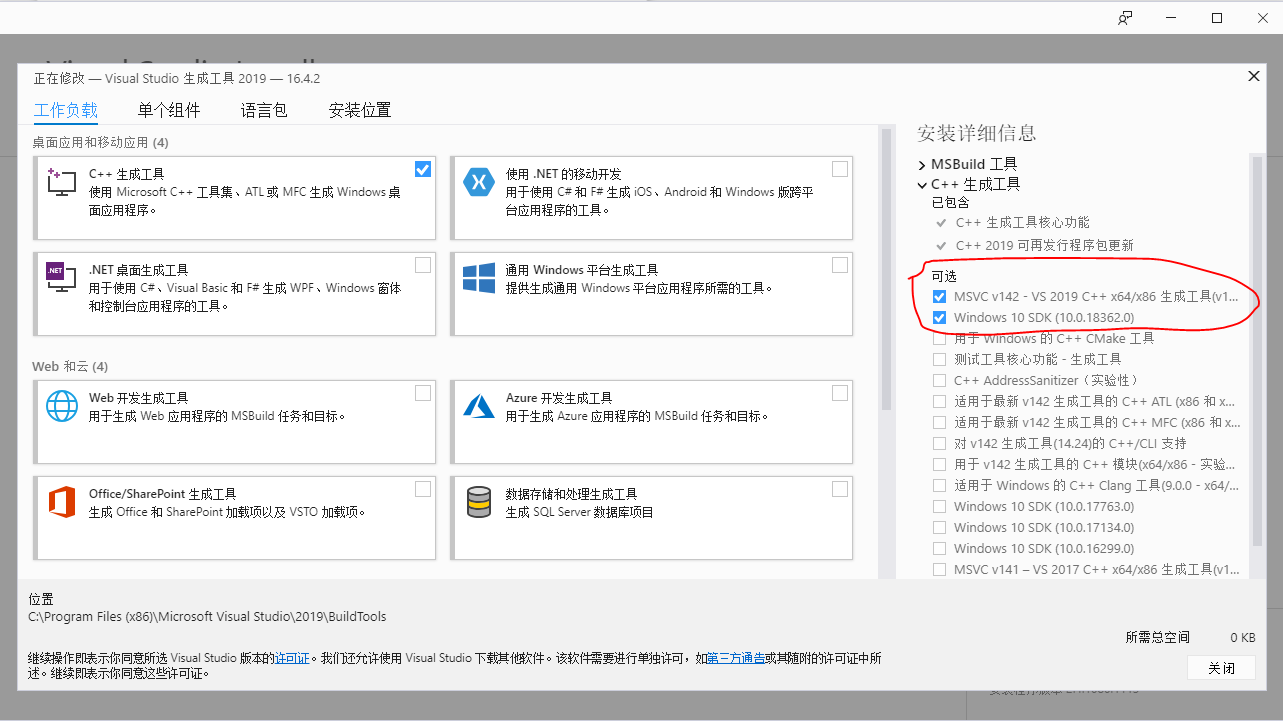 正在修改 — Visual Studio 生成工具 2019 — 16.4.2
工作负载 单个组件 语言包 安装位置
桌面应用和移动应用 (4)
C++ 生成工具
使用 Microsoft C++ 工具集、ATL 或 MFC 生成 Windows 桌
面应用程序。
使用 .NET 的移动开发
用于使用 C# 和 F# 生成 iOS、Android 和 Windows 版跨平
台应用程序的工具。
.NET 桌面生成工具
用于使用 C#、Visual Basic 和 F# 生成 WPF、Windows 窗体
和控制台应用程序的工具。
通用 Windows 平台生成工具
提供生成通用 Windows 平台应用程序所需的工具。
Web 和云 (4)
Web 开发生成工具
用于生成 Web 应用程序的 MSBuild 任务和目标。
Azure 开发生成工具
用于生成 Azure 应用程序的 MSBuild 任务和目标。
Office/SharePoint 生成工具
生成 Office 和 SharePoint 加载项以及 VSTO 加载项。
数据存储和处理生成工具
生成 SQL Server 数据库项目
安装详细信息
MSBuild 工具
C++ 生成工具
已包含
C++ 生成工具核心功能
C++ 2019 可再发行程序包更新
可选
MSVC v142 - VS 2019 C++ x64/x86 生成工具(v1...
Windows 10 SDK (10.0.18362.0)
用于 Windows 的 C++ CMake 工具
测试工具核心功能 - 生成工具
C++ AddressSanitizer（实验性）
适用于最新 v142 生成工具的 C++ ATL (x86 和 x...
适用于最新 v142 生成工具的 C++ MFC (x86 和 x...
对 v142 生成工具(14.24)的 C++/CLI 支持
用于 v142 生成工具的 C++ 模块(x64/x86 - 实验...
适用于 Windows 的 C++ Clang 工具(9.0.0 - x64/...
Windows 10 SDK (10.0.17763.0)
Windows 10 SDK (10.0.17134.0)
Windows 10 SDK (10.0.16299.0)
MSVC v141 – VS 2017 C++ x64/x86 生成工具(v1...
位置
C:\Program Files (x86)\Microsoft Visual Studio\2019\BuildTools
所需总空间 0 KB
继续操作即表示你同意所选 Visual Studio 版本的许可证。我们还允许使用 Visual Studio 下载其他软件。该软件需要进行单独许可，如第三方通告或其随附的许可证中所
述。继续即表示你同意这些许可证。
关闭